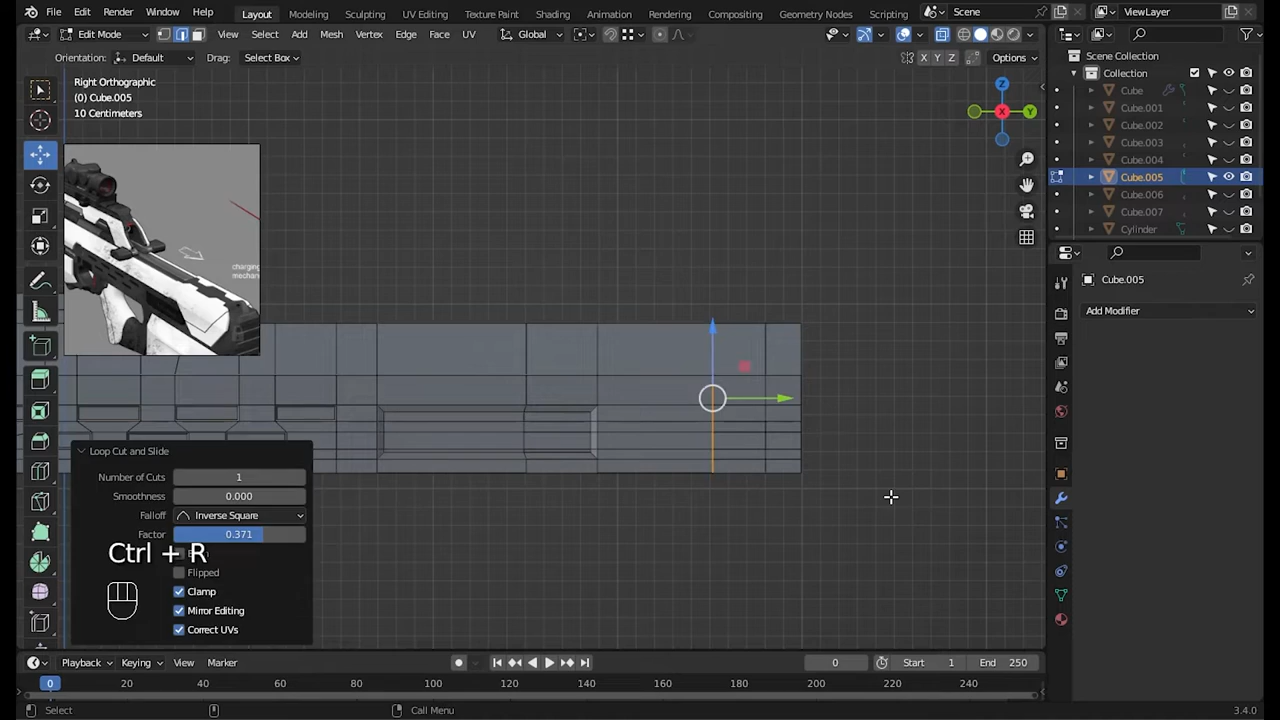 File Edit Render Window Help Layout Modeling Sculpting UV Editing Texture Paint Shading Animation Rendering Compositing Geometry Nodes Scripting Scene ViewLayer
Edit Mode View Select Add Mesh Vertex Edge Face UV Global
Orientation: Default Drag: Select Box X Y Z Options
Right Orthographic
(0) Cube.005
10 Centimeters
Z
X Y
charging
Scene Collection
Collection
Cube
Cube.001
Cube.002
Cube.003
Cube.004
Cube.005
Cube.006
Cube.007
Cylinder
Cube.005
Add Modifier
Loop Cut and Slide
Number of Cuts 1
Smoothness 0.000
Falloff Inverse Square
Factor 0.371
Ctrl + R
Flipped
Clamp
Mirror Editing
Correct UVs
Playback Keying View Marker 0 Start 1 End 250
0 20 40 60 80 100 120 140 160 180 200 220 240
Select Call Menu 3.4.0